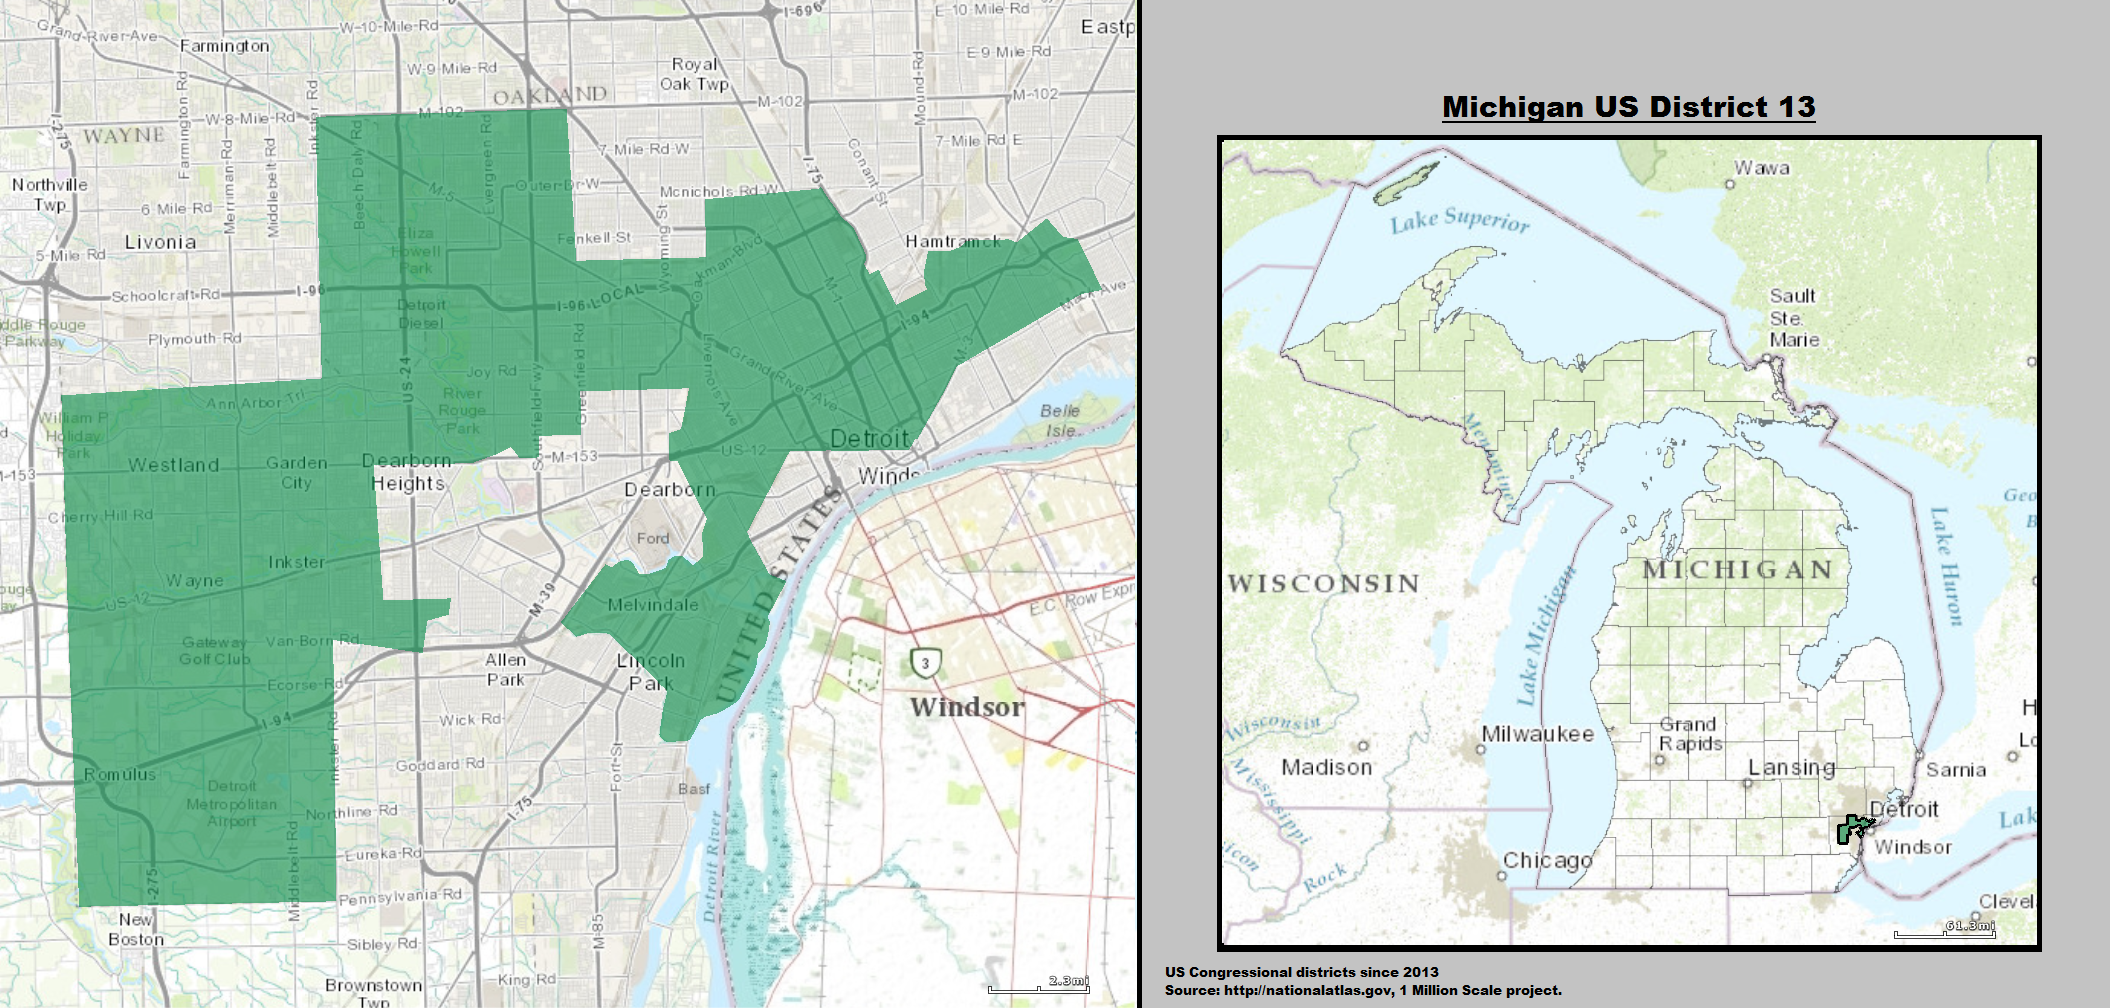 I-696
E-10-Mile-Rd
Eastp
Grand-River-Ave
W-10-Mile-Rd
Farmington
E-9 Mile-Rd
Royal
Oak Twp
W-9-Mile-Rd
OAKLAND
M-102
M-102
M-102
I-275
Farmington-Rd
Inkster Rd
Mound-Rd
W-8-Mile-Rd
WAYNE
Merriman-Rd
Middlebelt-Rd
Beech Daly Rd
Evergreen-Rd
7-Mile-Rd-W
7-Mile-Rd E
I-75
Conant-St
Northville
Twp
M-5
Outer-Dr-W
Mcnichols Rd-W
6 Mile-Rd
Livonia
Eliza
Howell
Park
Fenkell-St
Wyoming-St
Hamtramck
5-Mile-Rd
Oakman-Blvd
Schoolcraft-Rd
I-96
Detroit
Diesel
I-96-LOCAL
M-1
I-94
Mack Ave
ddle Rouge
Parkway
Plymouth Rd
Greenfield Rd
Livernois-Ave
Grand-River-Ave
M-3
US-24
Joy Rd
Southfield-Fwy
River
Rouge
Park
Ann Arbor Trl
William P
Holiday
Park
Belle
Isle
Detroit
M-153
Westland
Garden
City
Dearborn
Heights
M-153
US-12
Winds
Dearborn
Cherry Hill Rd
Ford
UNITED STATES
Inkster
Wayne
US-12
M-39
Melvindale
E.C. Row Expr
Gateway
Golf Club
Van-Born-Rd
Allen
Park
Lincoln
Park
3
Ecorse-Rd
I-94
Inkster Rd
Wick-Rd
Windsor
Goddard-Rd
Fort-St
Romulus
Detroit
Metropolitan
Airport
Basf
Northline-Rd
I-75
Middlebelt-Rd
Detroit River
Eureka-Rd
I-275
Pennsylvania-Rd
New
Boston
M-85
Sibley-Rd
King-Rd
Brownstown
Twp
2.3mi
Michigan US District 13
Wawa
Lake Superior
Sault
Ste.
Marie
Menominee
Geo
B
Lake Huron
WISCONSIN
MICHIGAN
Lake Michigan
Wisconsin
Milwaukee
Grand
Rapids
H
Lo
Madison
Lansing
Sarnia
Mississippi
Detroit
Lak
Windsor
icon
Rock
Chicago
Clevel
61.3mi
US Congressional districts since 2013
Source: http://nationalatlas.gov, 1 Million Scale project.